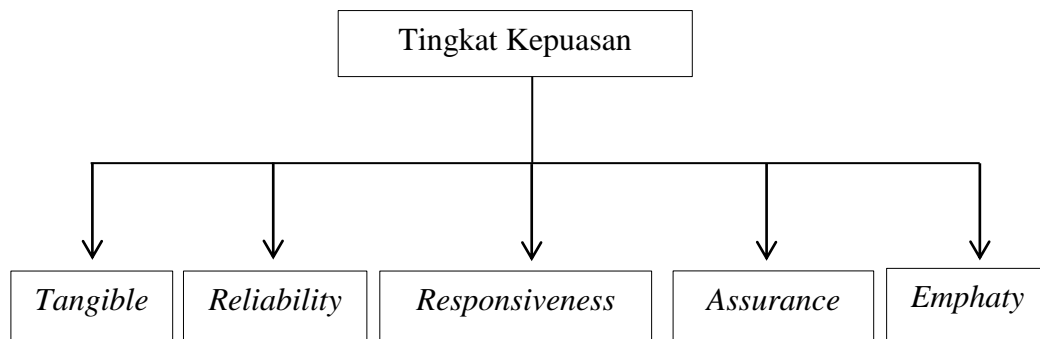 Tingkat Kepuasan
Tangible
Reliability
Responsiveness
Assurance
Emphaty